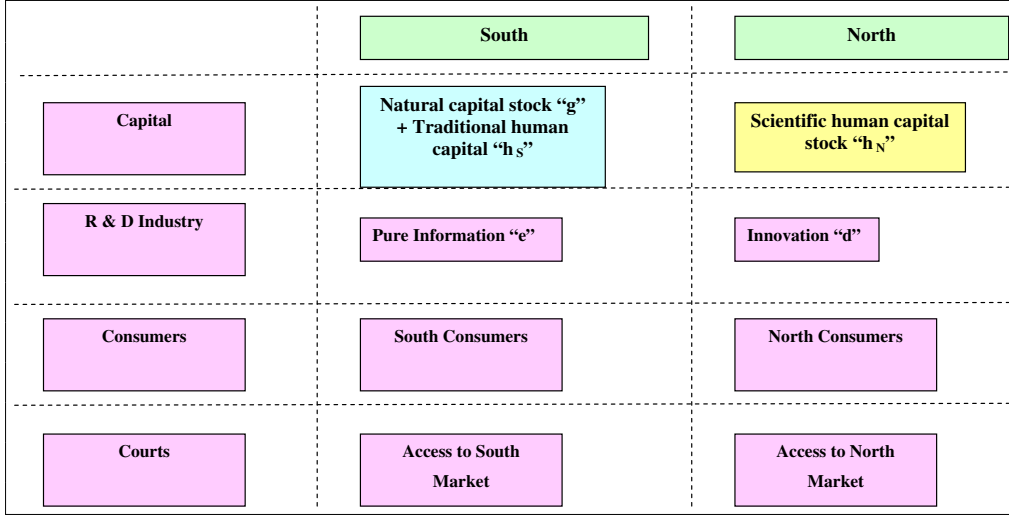 South
North
Capital
Natural capital stock “g”
+ Traditional human
capital “h S”
Scientific human capital
stock “h N”
R & D Industry
Pure Information “e”
Innovation “d”
Consumers
South Consumers
North Consumers
Courts
Access to South
Market
Access to North
Market